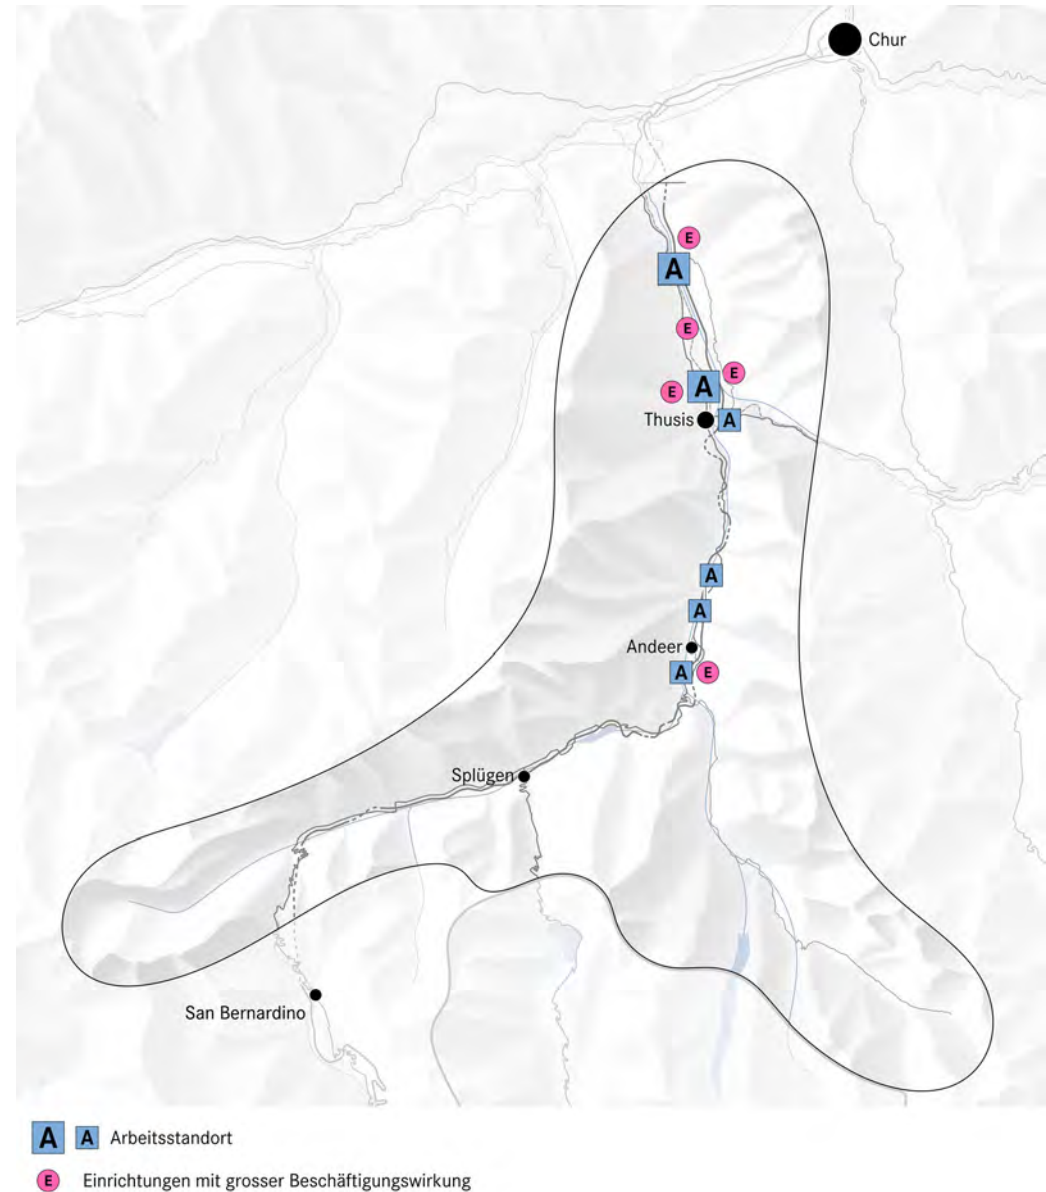 Chur
E
A
E
E
A
E
Thusis
A
A
A
Andeer
A
E
Splügen
San Bernardino
A A Arbeitsstandort
E Einrichtungen mit grosser Beschäftigungswirkung